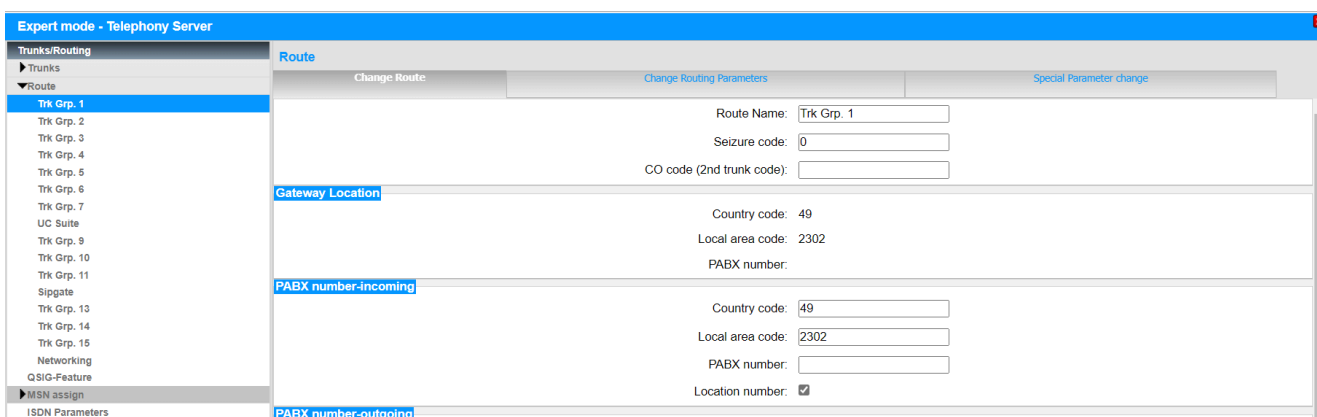 Expert mode - Telephony Server
Trunks/Routing
Trunks
Route
Trk Grp. 1
Trk Grp. 2
Trk Grp. 3
Trk Grp. 4
Trk Grp. 5
Trk Grp. 6
Trk Grp. 7
UC Suite
Trk Grp. 9
Trk Grp. 10
Trk Grp. 11
Sipgate
Trk Grp. 13
Trk Grp. 14
Trk Grp. 15
Networking
QSIG-Feature
MSN assign
ISDN Parameters
Route
Change Route Change Routing Parameters Special Parameter change
Route Name: Trk Grp. 1
Seizure code: 0
CO code (2nd trunk code):
Gateway Location
Country code: 49
Local area code: 2302
PABX number:
PABX number-incoming
Country code: 49
Local area code: 2302
PABX number:
Location number:
PABX number-outgoing